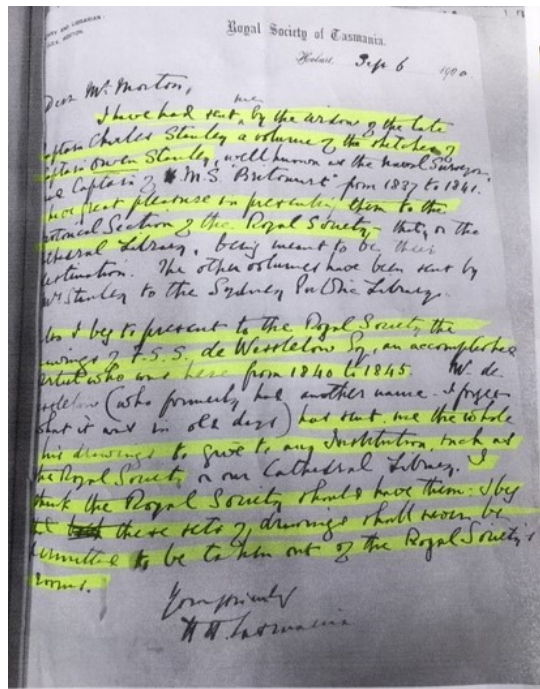 Royal Society of Tasmania.
Hobart. Sep 6 1900
Dear Mr. Morton,
me
I have had sent by the widow of the late
Captain Charles Stanley a volume of the sketches of
Captain Owen Stanley, well known as the Naval Surveyor,
and Captain of H.M.S. "Britomart" from 1837 to 1841.
great pleasure in presenting them to the
Historical Section of the Royal Society, on the
Cathedral Library, being meant to be their
destination. The other volumes have been sent by
Mrs Stanley to the Sydney Public Library.
Also I beg to present to the Royal Society the
drawings of F.S.S. de Wesselow Esq, an accomplished
artist who was here from 1840 to 1845. Mr. de
Wesselow (who formerly had another name. I forget
what it was in old days) has sent me the whole
his drawings to give to any Institution, such as
the Royal Society or our Cathedral Library. I
think the Royal Society should have them. I beg
these sets of drawings shall never be
permitted to be taken out of the Royal Society's
rooms.
Yours sincerely
H H Tasmania